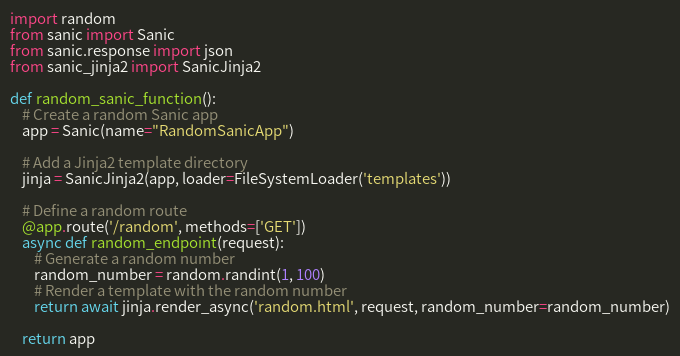 import random
from sanic import Sanic
from sanic.response import json
from sanic_jinja2 import SanicJinja2

def random_sanic_function():
    # Create a random Sanic app
    app = Sanic(name="RandomSanicApp")

    # Add a Jinja2 template directory
    jinja = SanicJinja2(app, loader=FileSystemLoader('templates'))

    # Define a random route
    @app.route('/random', methods=['GET'])
    async def random_endpoint(request):
        # Generate a random number
        random_number = random.randint(1, 100)
        # Render a template with the random number
        return await jinja.render_async('random.html', request, random_number=random_number)

    return app